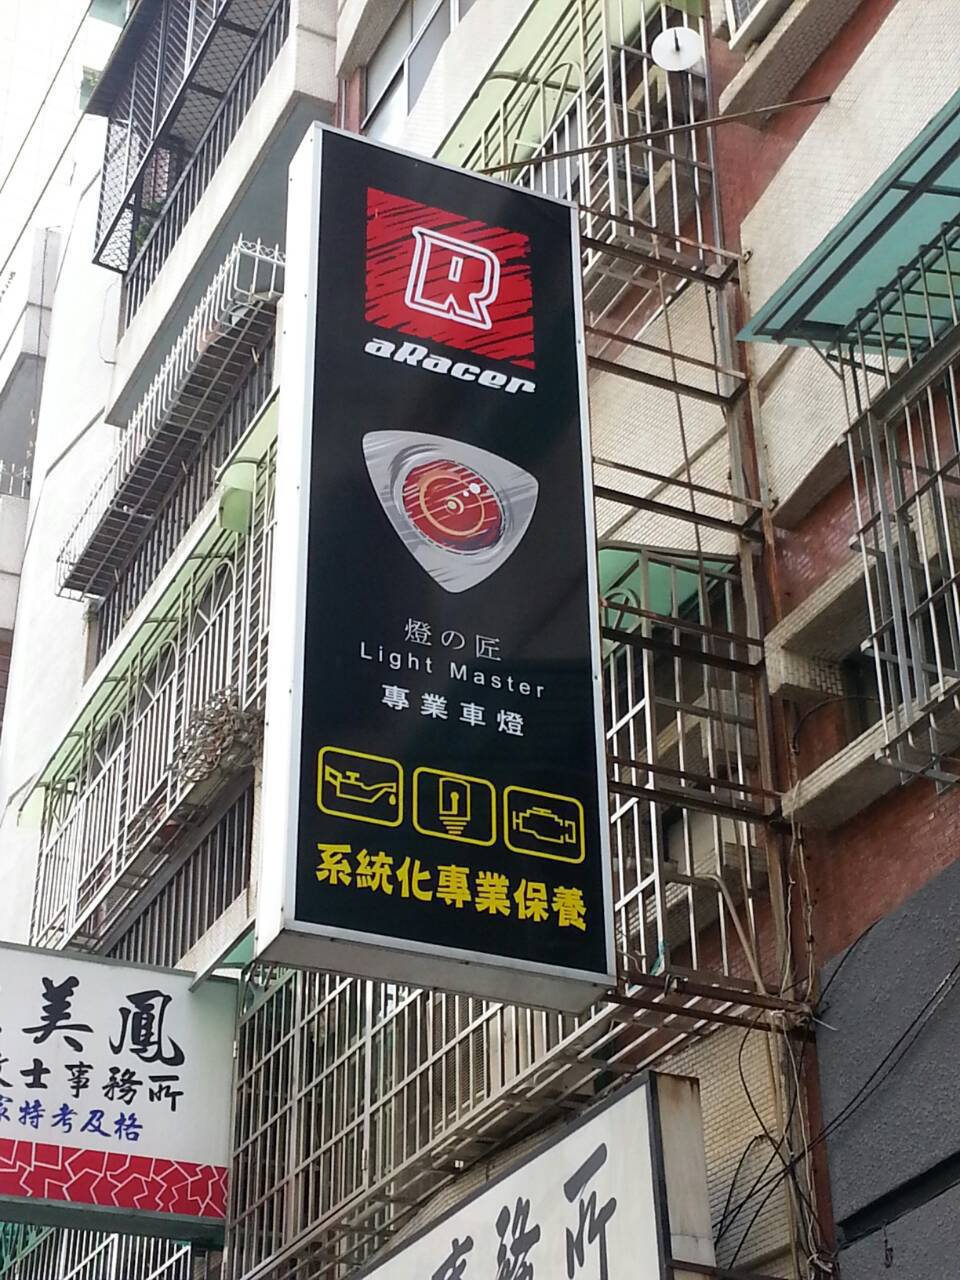 R
aRacer
燈の匠
Light Master
專業車燈
系統化專業保養
美鳳
士事務所
特考及格
務所